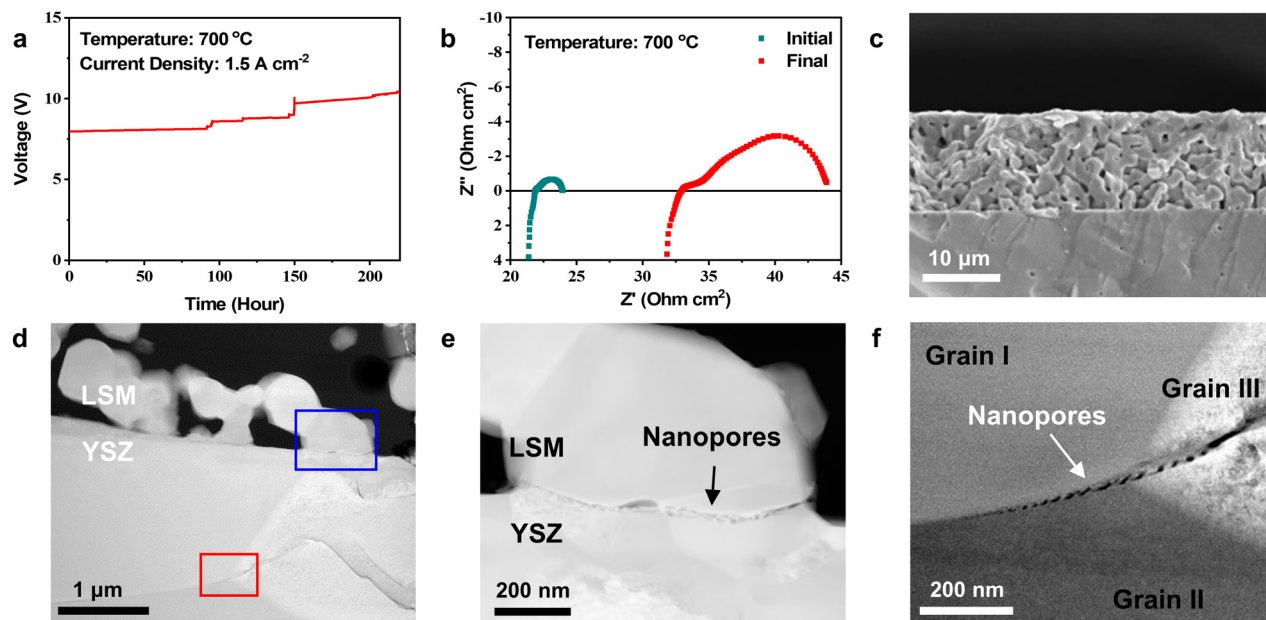 a
Temperature: 700 °C
Current Density: 1.5 A cm⁻²
15
10
5
0
Voltage (V)
0
50
100
150
200
Time (Hour)
b
Temperature: 700 °C
Initial
Final
-10
-8
-6
-4
-2
0
2
4
Z'' (Ohm cm2)
20
25
30
35
40
45
Z' (Ohm cm2)
c
10 μm
d
LSM
YSZ
1 μm
e
LSM
Nanopores
YSZ
200 nm
f
Grain I
Grain III
Nanopores
200 nm
Grain II